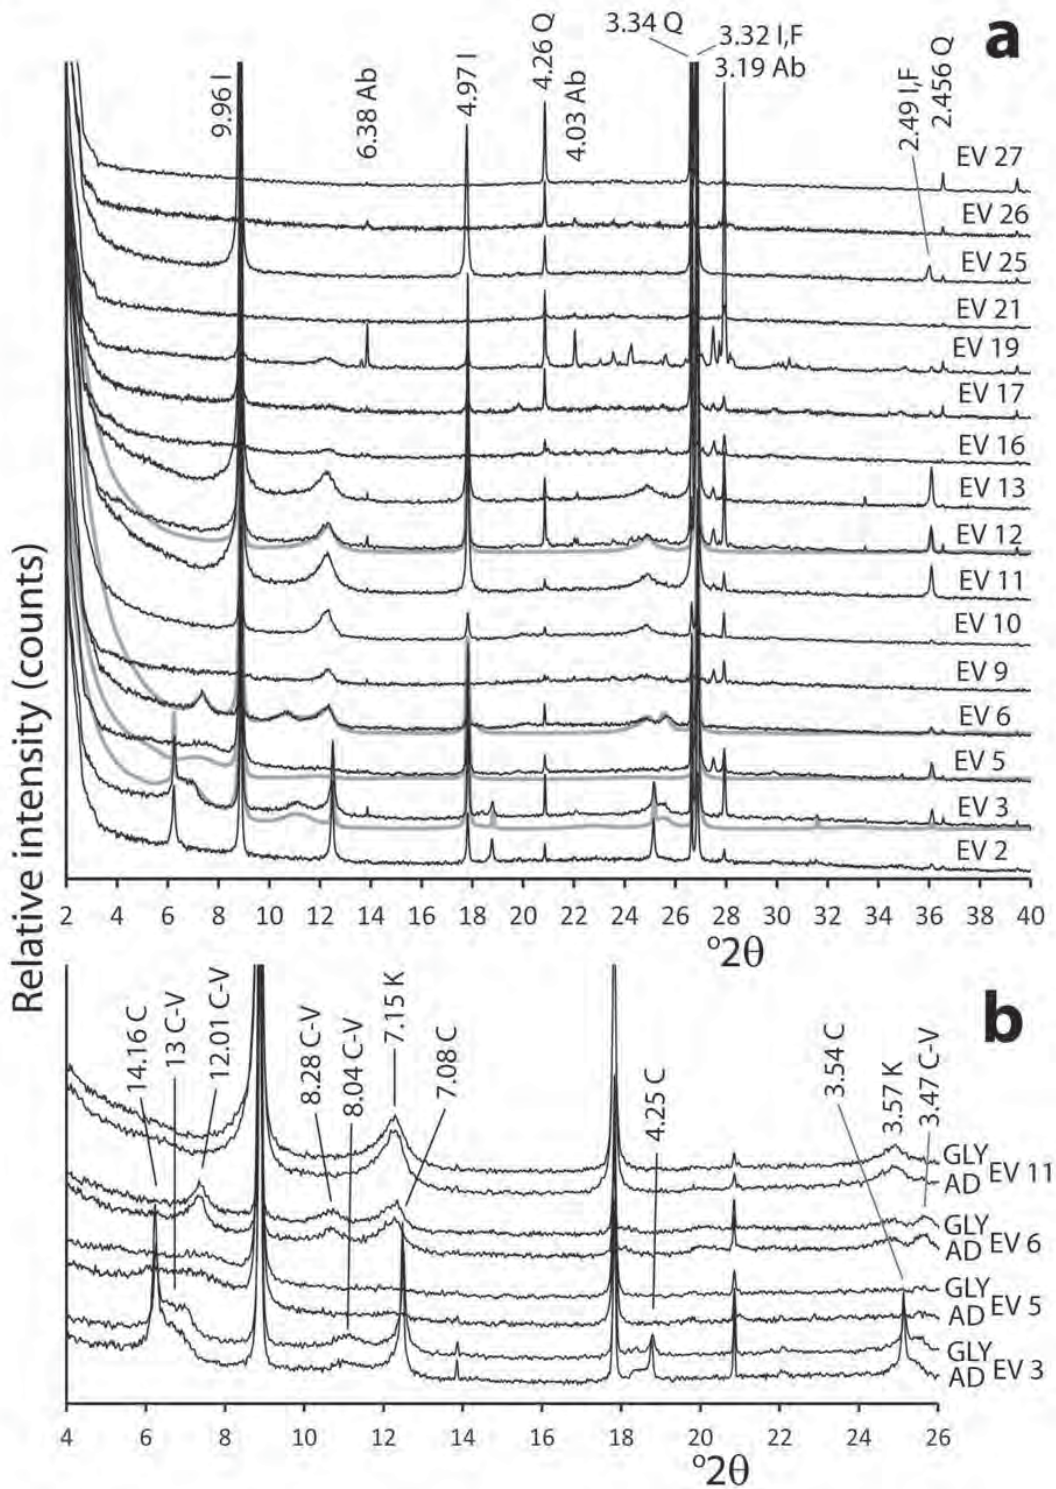 a
3.34 Q
3.32 I,F
3.19 Ab
9.96 I
6.38 Ab
4.97 I
4.26 Q
4.03 Ab
2.49 I,F
2.456 Q
EV 27
EV 26
EV 25
EV 21
EV 19
EV 17
EV 16
EV 13
EV 12
EV 11
EV 10
EV 9
EV 6
EV 5
EV 3
EV 2
Relative intensity (counts)
2 4 6 8 10 12 14 16 18 20 22 24 26 28 30 32 34 36 38 40
°2θ
b
14.16 C
13 C-V
12.01 C-V
8.28 C-V
8.04 C-V
7.15 K
7.08 C
4.25 C
3.54 C
3.57 K
3.47 C-V
GLY
AD EV 11
GLY
AD EV 6
GLY
AD EV 5
GLY
AD EV 3
4 6 8 10 12 14 16 18 20 22 24 26
°2θ